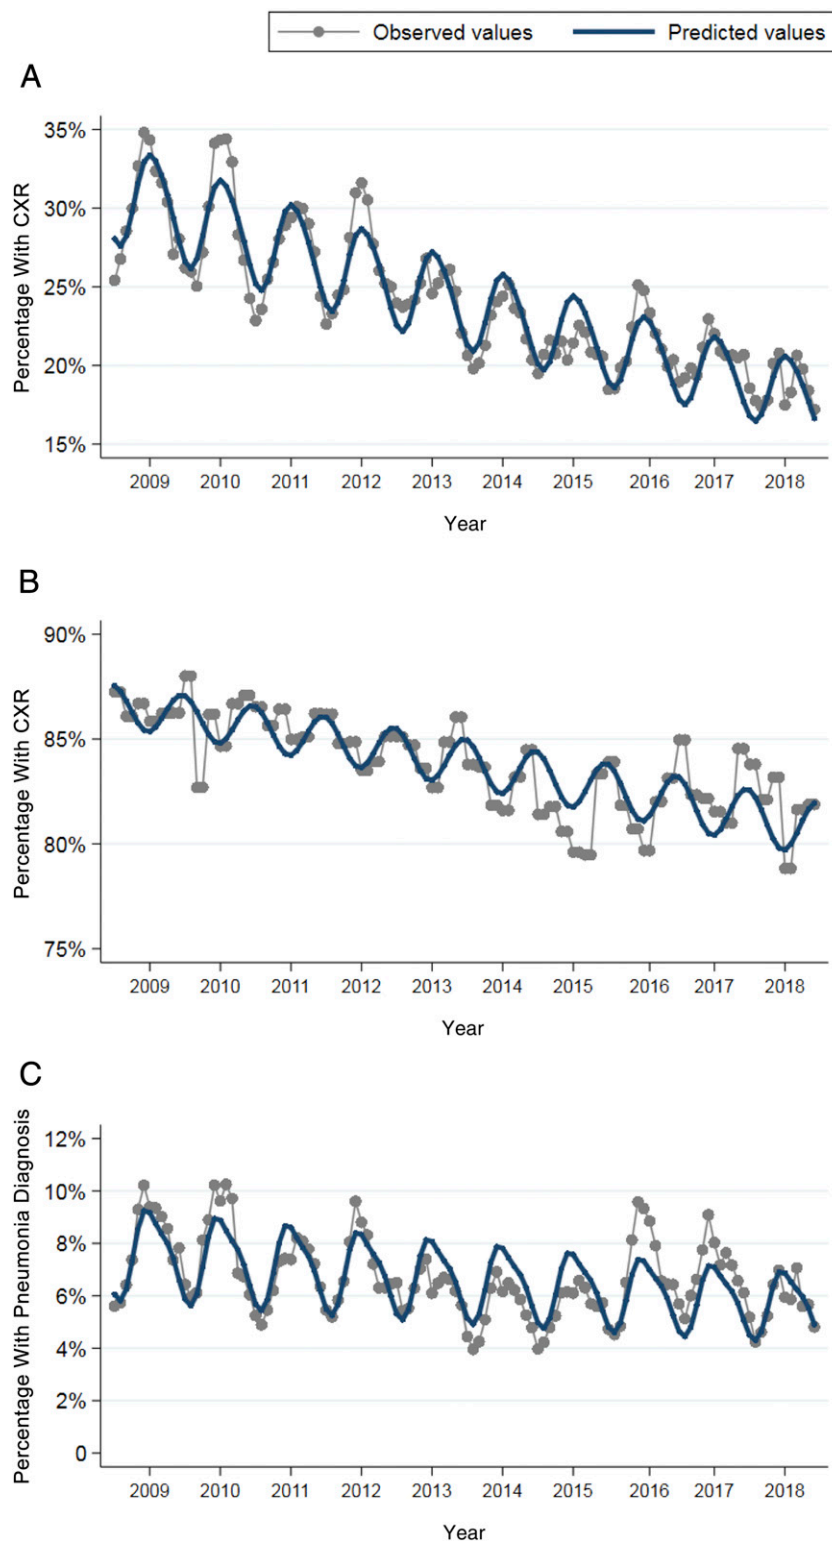 Observed values Predicted values
A
35%
30%
25%
20%
15%
Percentage With CXR
2009 2010 2011 2012 2013 2014 2015 2016 2017 2018
Year
B
90%
85%
80%
75%
Percentage With CXR
2009 2010 2011 2012 2013 2014 2015 2016 2017 2018
Year
C
12%
10%
8%
6%
4%
2%
0
Percentage With Pneumonia Diagnosis
2009 2010 2011 2012 2013 2014 2015 2016 2017 2018
Year